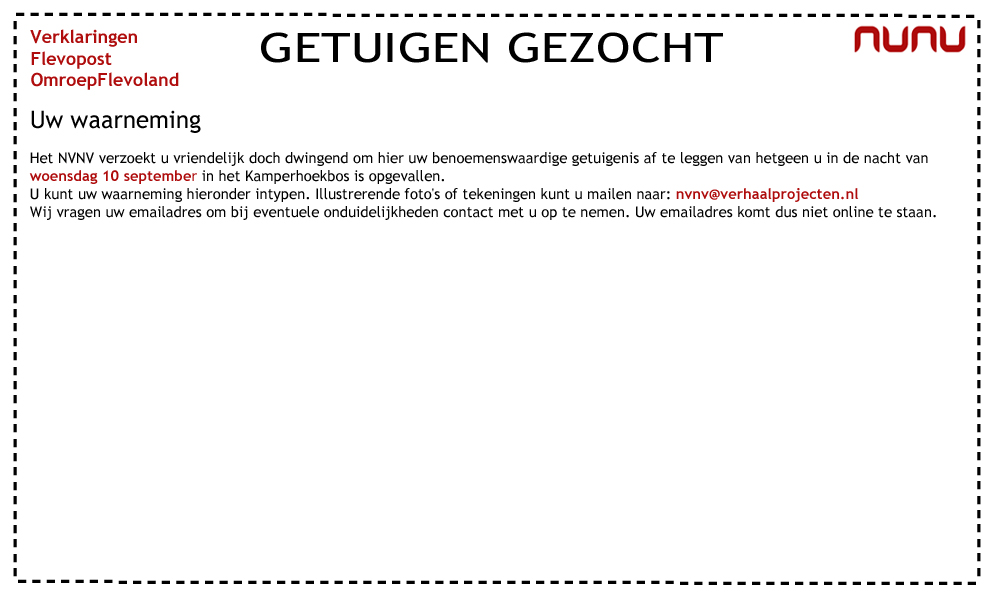 Verklaringen
Flevopost
OmroepFlevoland
GETUIGEN GEZOCHT
nvnv
Uw waarneming
Het NVNV verzoekt u vriendelijk doch dwingend om hier uw benoemenswaardige getuigenis af te leggen van hetgeen u in de nacht van
woensdag 10 september in het Kamperhoekbos is opgevallen.
U kunt uw waarneming hieronder intypen. Illustrerende foto's of tekeningen kunt u mailen naar: nvnv@verhaalprojecten.nl
Wij vragen uw emailadres om bij eventuele onduidelijkheden contact met u op te nemen. Uw emailadres komt dus niet online te staan.